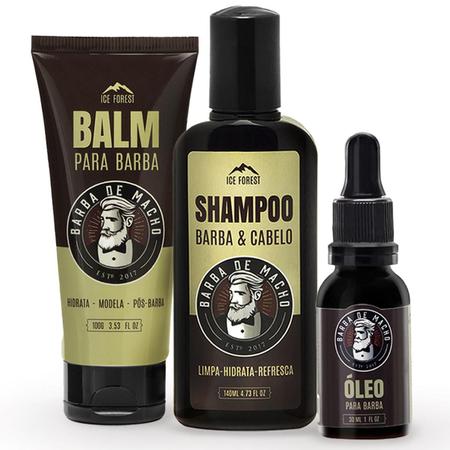 ICE FOREST
BALM
PARA BARBA
BARBA DE MACHO
ESTº 2017
HIDRATA - MODELA - PÓS-BARBA
100G 3.53 FL OZ
ICE FOREST
SHAMPOO
BARBA & CABELO
BARBA DE MACHO
ESTº 2017
LIMPA-HIDRATA-REFRESCA
140ML 4.73 FL OZ
BARBA DE MACHO
ÓLEO
PARA BARBA
30 ML 1 FL OZ